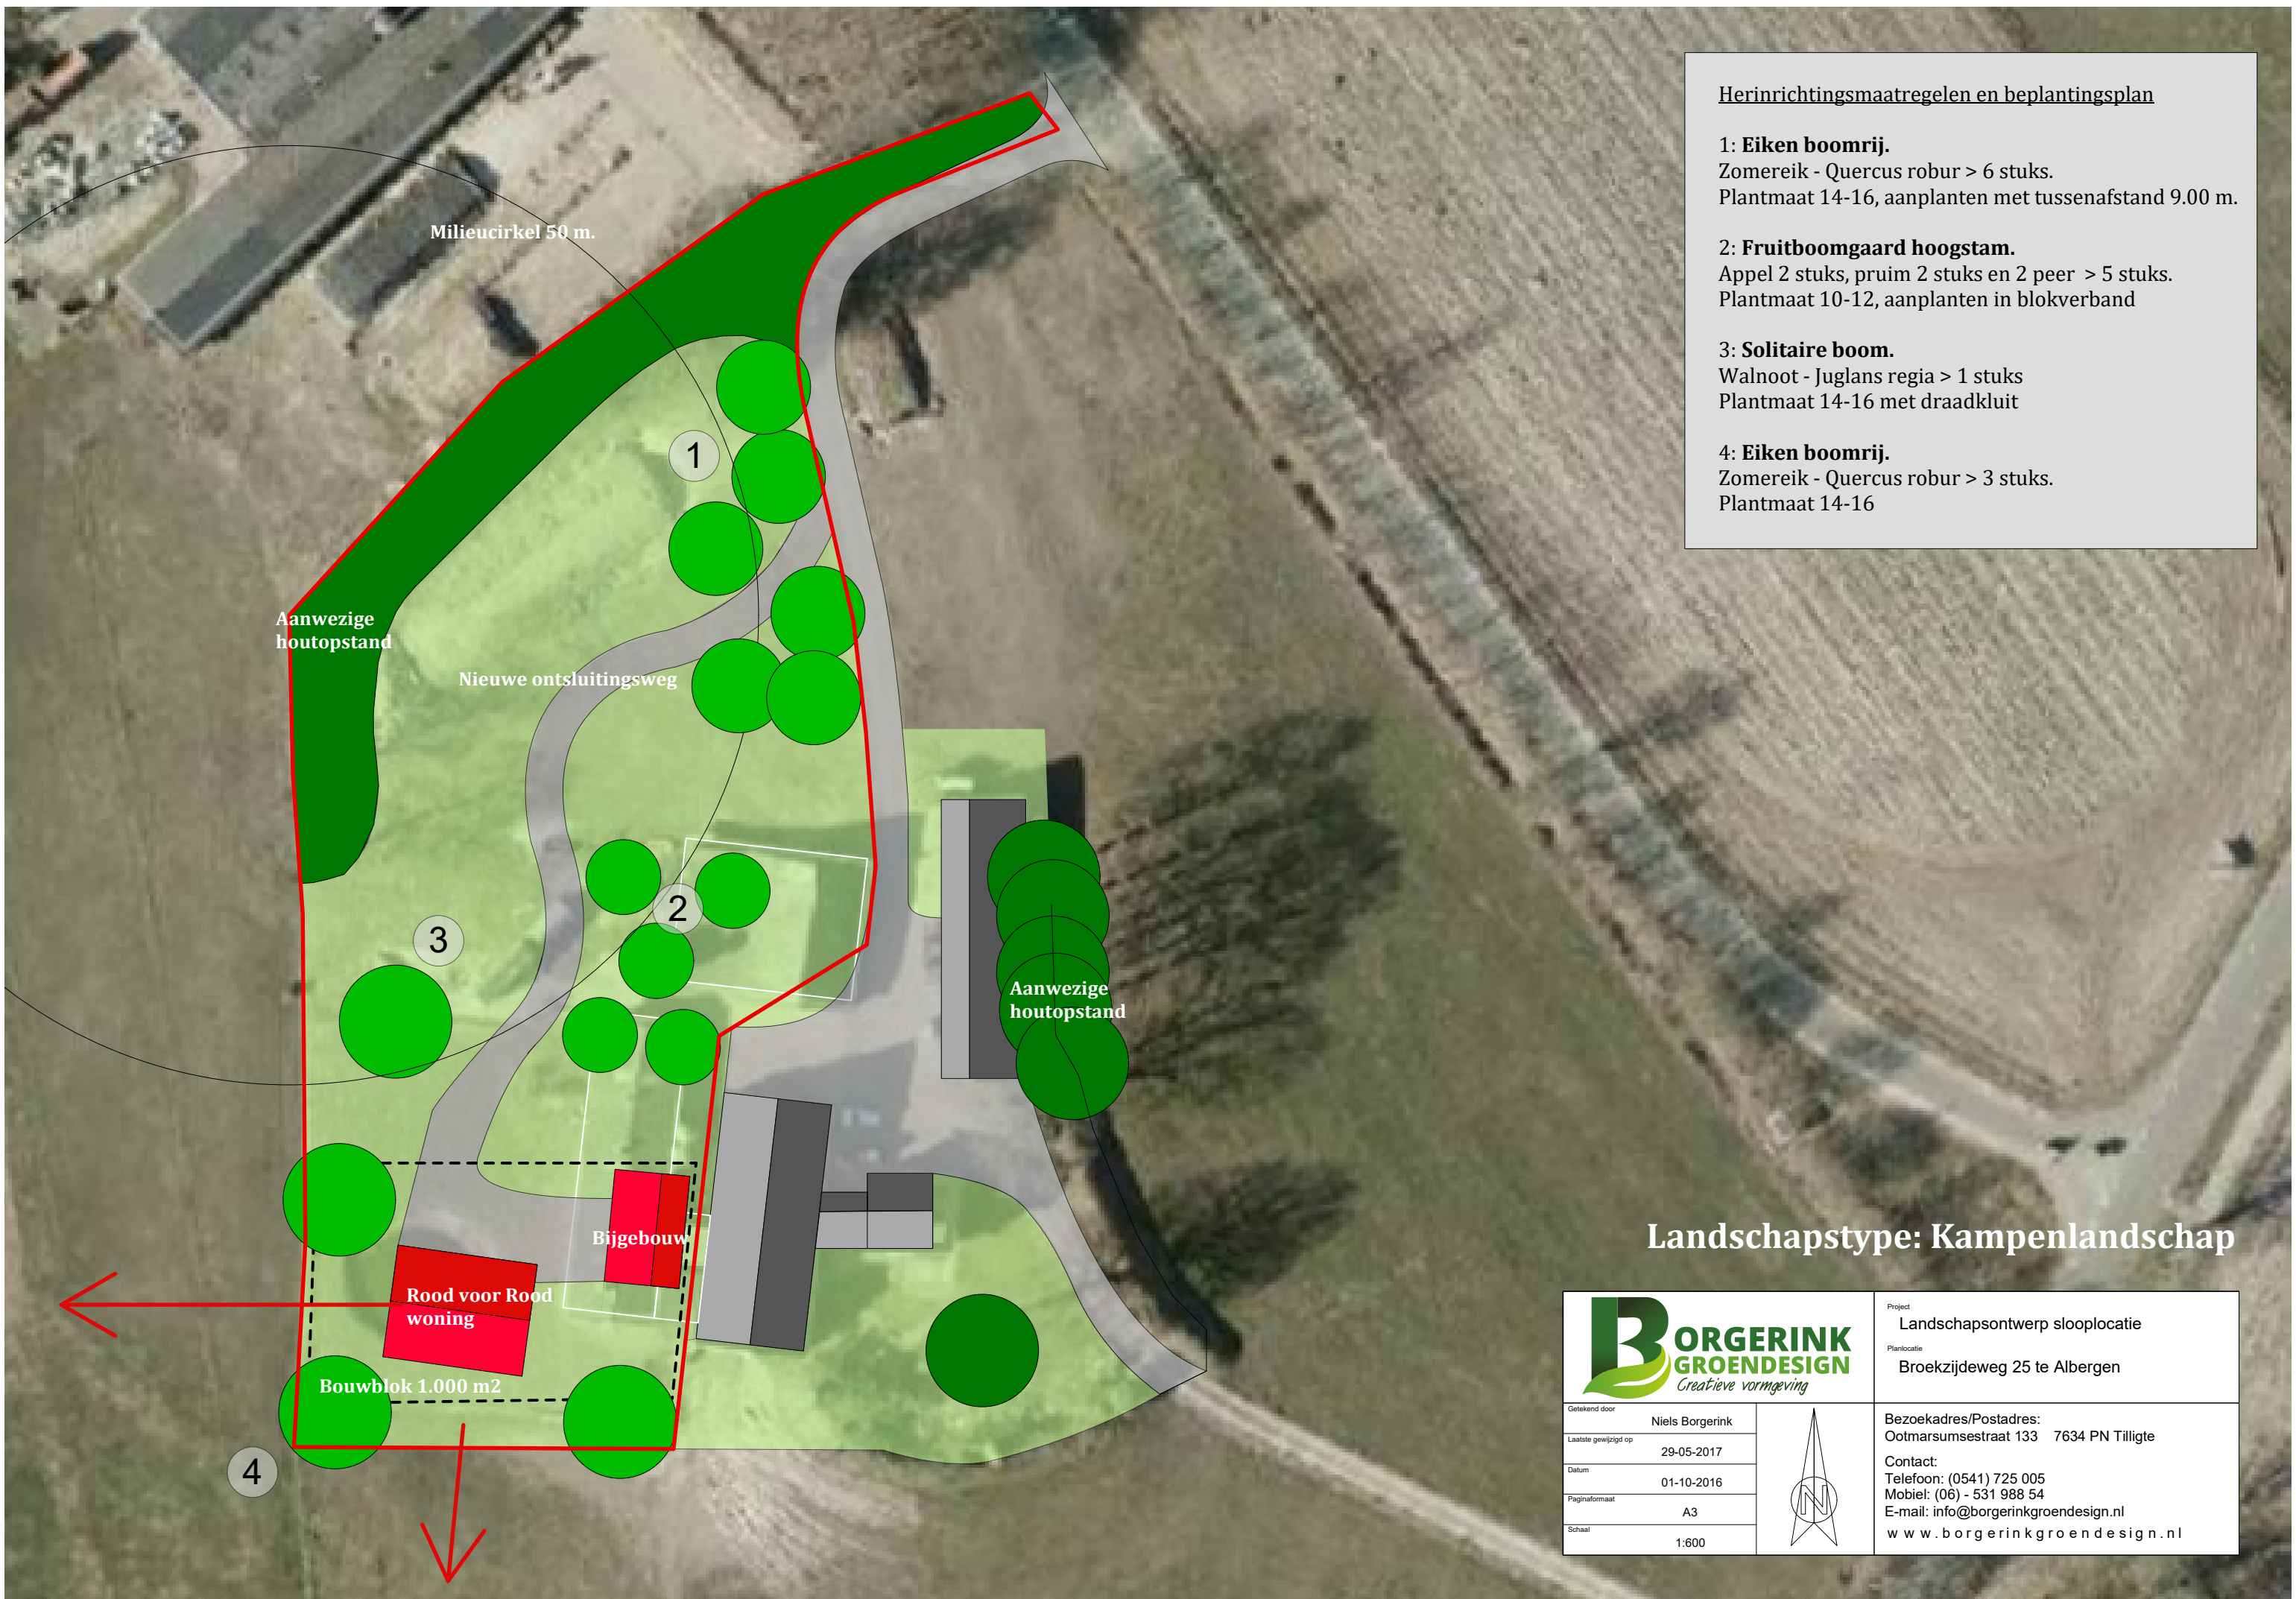 Herinrichtingsmaatregelen en beplantingsplan
1: Eiken boomrij.
Zomereik - Quercus robur > 6 stuks.
Plantmaat 14-16, aanplanten met tussenafstand 9.00 m.
2: Fruitboomgaard hoogstam.
Appel 2 stuks, pruim 2 stuks en 2 peer > 5 stuks.
Plantmaat 10-12, aanplanten in blokverband
3: Solitaire boom.
Walnoot - Juglans regia > 1 stuks
Plantmaat 14-16 met draadkluit
4: Eiken boomrij.
Zomereik - Quercus robur > 3 stuks.
Plantmaat 14-16
Milieucirkel 50 m.
1
Aanwezige
houtopstand
Nieuwe ontsluitingsweg
2
3
Aanwezige
houtopstand
Bijgebouw
Rood voor Rood
woning
Bouwblok 1.000 m2
4
Landschapstype: Kampenlandschap
BORGERINK
GROENDESIGN
Creatieve vormgeving
Project
Landschapsontwerp slooplocatie
Planlocatie
Broekzijdeweg 25 te Albergen
Getekend door
Niels Borgerink
Laatste gewijzigd op
29-05-2017
Datum
01-10-2016
Paginaformaat
A3
Schaal
1:600
N
Bezoekadres/Postadres:
Ootmarsumsestraat 133 7634 PN Tilligte
Contact:
Telefoon: (0541) 725 005
Mobiel: (06) - 531 988 54
E-mail: info@borgerinkgroendesign.nl
www.borgerinkgroendesign.nl